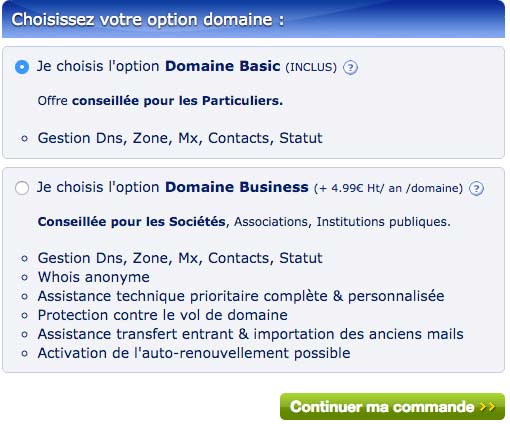 Choisissez votre option domaine :
Je choisis l'option Domaine Basic (INCLUS) ?
Offre conseillée pour les Particuliers.
Gestion Dns, Zone, Mx, Contacts, Statut
Je choisis l'option Domaine Business (+ 4.99€ Ht/ an /domaine) ?
Conseillée pour les Sociétés, Associations, Institutions publiques.
Gestion Dns, Zone, Mx, Contacts, Statut
Whois anonyme
Assistance technique prioritaire complète & personnalisée
Protection contre le vol de domaine
Assistance transfert entrant & importation des anciens mails
Activation de l'auto-renouvellement possible
Continuer ma commande >>